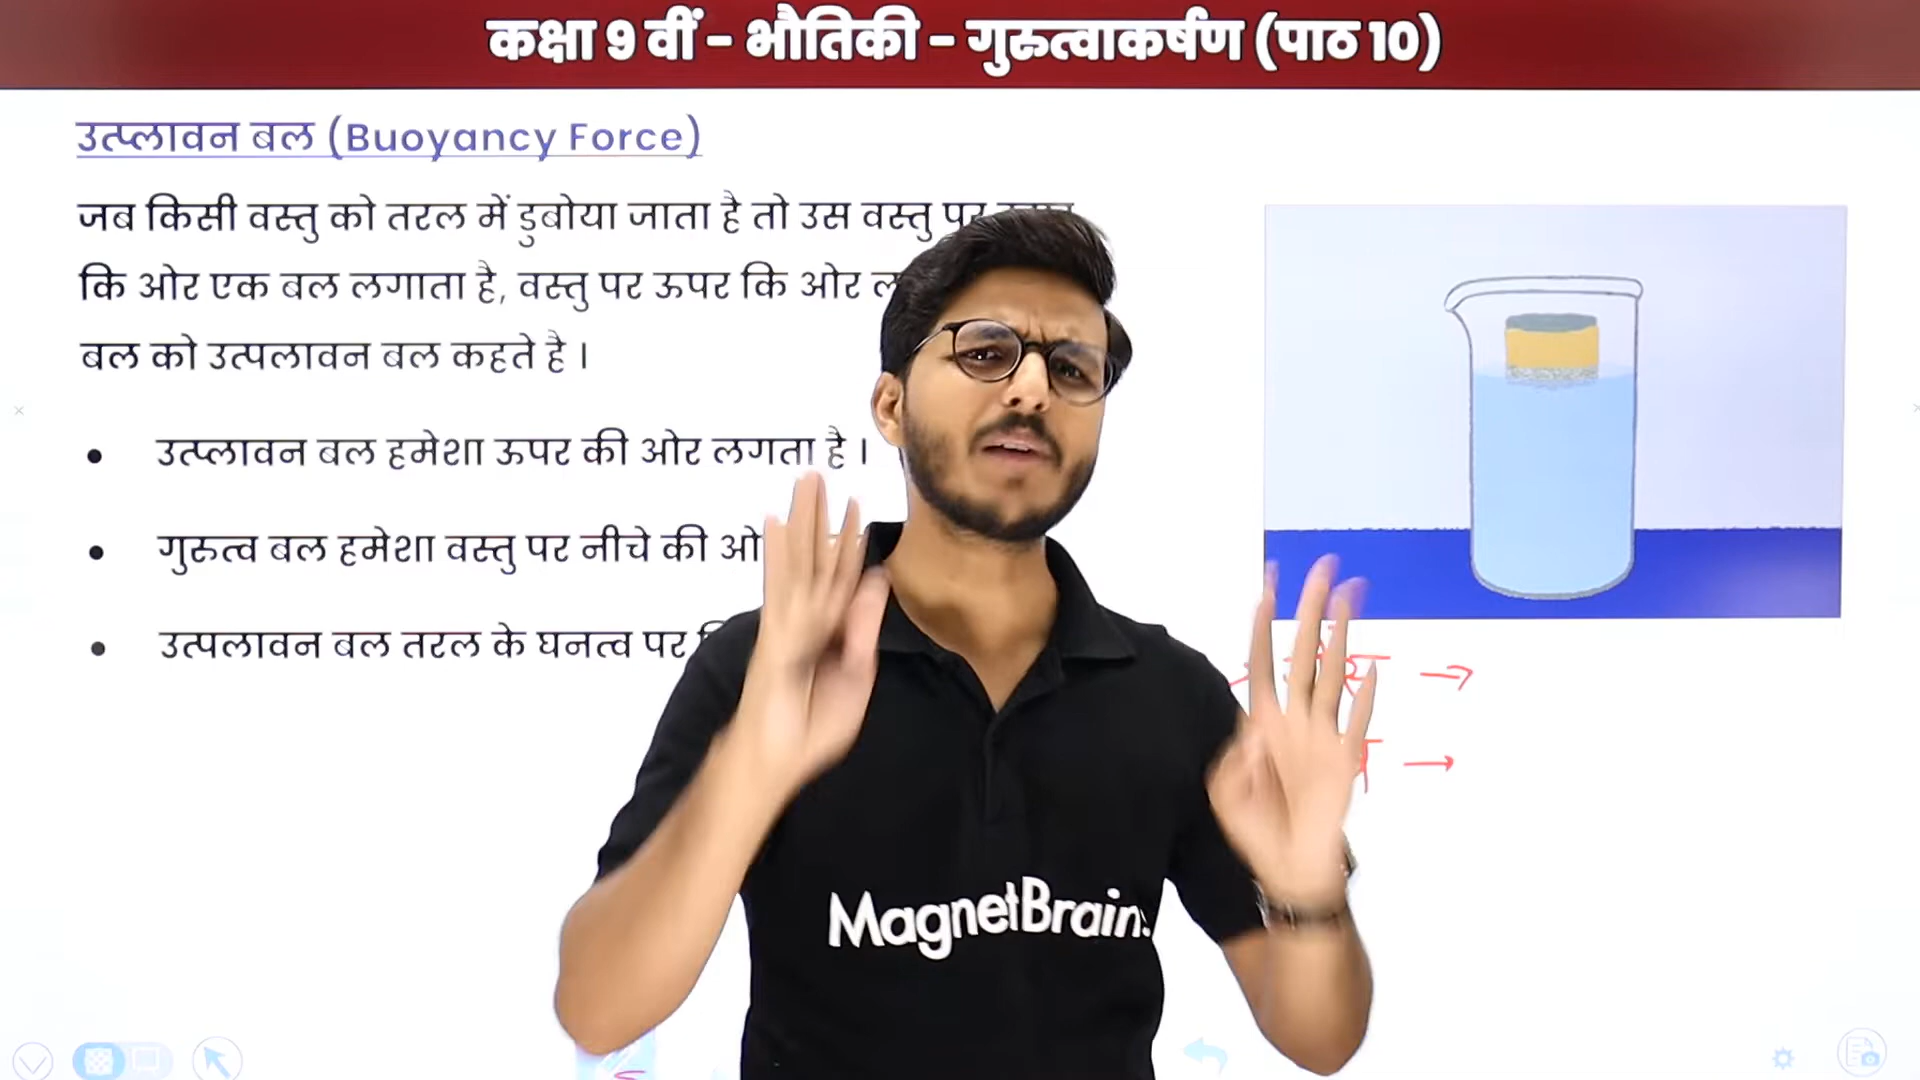 कक्षा 9 वीं - भौतिकी - गुरुत्वाकर्षण (पाठ 10)
उत्प्लावन बल (Buoyancy Force)
जब किसी वस्तु को तरल में डुबोया जाता है तो उस वस्तु पर
कि ओर एक बल लगाता है, वस्तु पर ऊपर कि ओर
बल को उत्पलावन बल कहते है ।
• उत्प्लावन बल हमेशा ऊपर की ओर लगता है ।
• गुरुत्व बल हमेशा वस्तु पर नीचे की
• उत्पलावन बल तरल के घनत्व पर
MagnetBrain